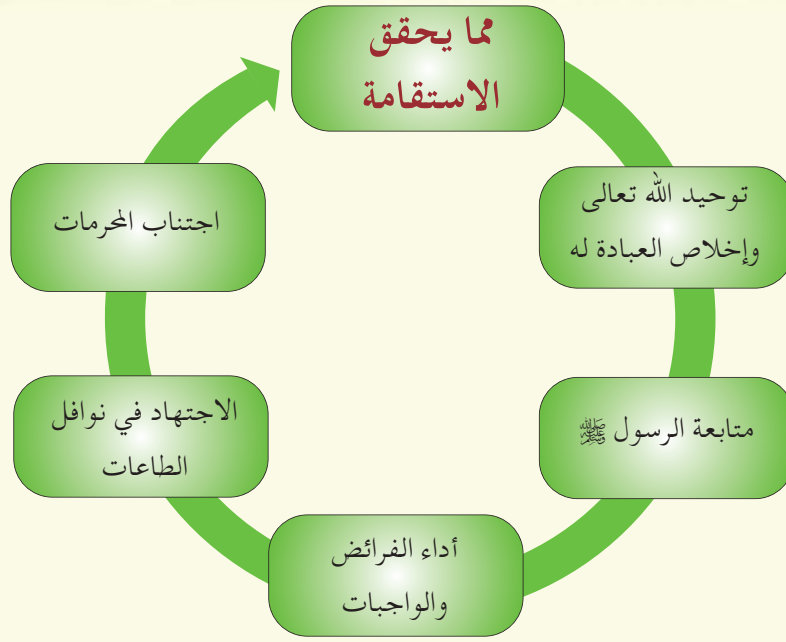 مما يحقق
الاستقامة
توحيد الله تعالى
وإخلاص العبادة له
متابعة الرسول ﷺ
أداء الفرائض
والواجبات
الاجتهاد في نوافل
الطاعات
اجتناب المحرمات